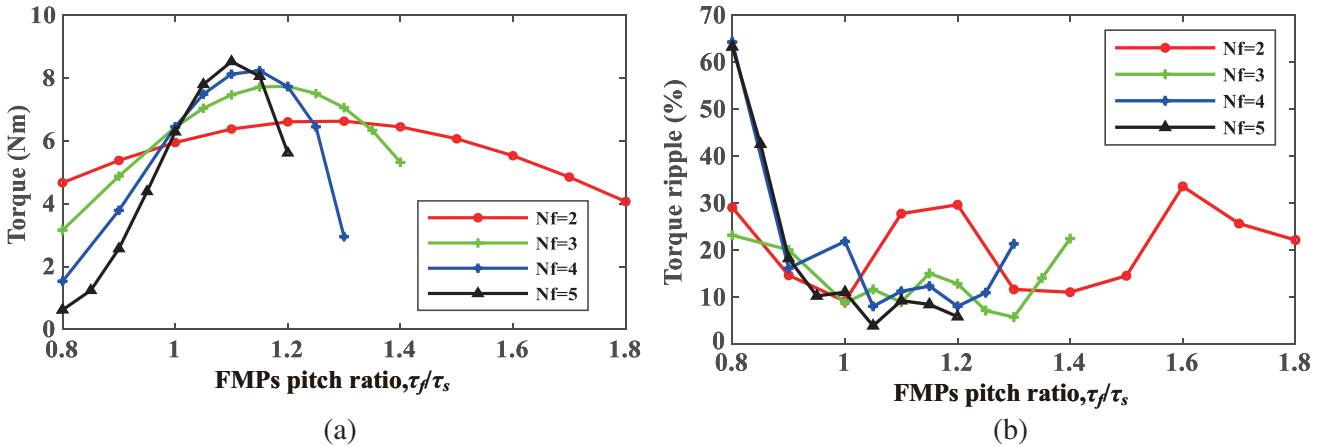 10
8
6
4
2
0
Torque (Nm)
Nf=2
Nf=3
Nf=4
Nf=5
0.8 1 1.2 1.4 1.6 1.8
FMPs pitch ratio,τf/τs
(a)
70
60
50
40
30
20
10
0
Torque ripple (%)
Nf=2
Nf=3
Nf=4
Nf=5
0.8 1 1.2 1.4 1.6 1.8
FMPs pitch ratio,τf/τs
(b)